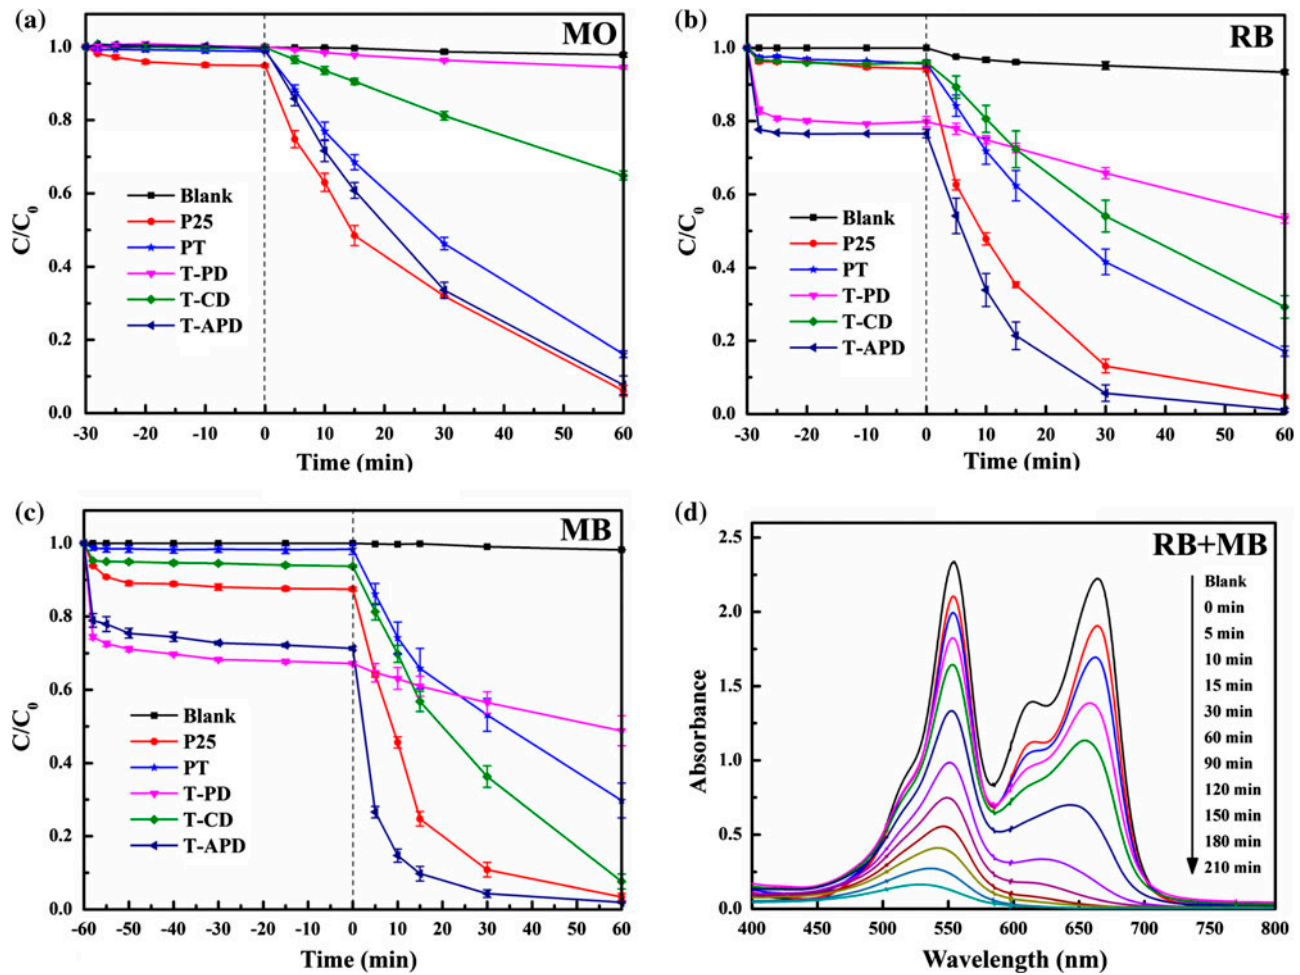 (a)
MO
1.0
0.8
0.6
0.4
0.2
0.0
C/C0
Blank
P25
PT
T-PD
T-CD
T-APD
-30 -20 -10 0 10 20 30 40 50 60
Time (min)
(b)
RB
1.0
0.8
0.6
0.4
0.2
0.0
C/C0
Blank
P25
PT
T-PD
T-CD
T-APD
-30 -20 -10 0 10 20 30 40 50 60
Time (min)
(c)
MB
1.0
0.8
0.6
0.4
0.2
0.0
C/C0
Blank
P25
PT
T-PD
T-CD
T-APD
-60 -50 -40 -30 -20 -10 0 10 20 30 40 50 60
Time (min)
(d)
RB+MB
2.5
2.0
1.5
1.0
0.5
0.0
Absorbance
Blank
0 min
5 min
10 min
15 min
30 min
60 min
90 min
120 min
150 min
180 min
210 min
400 500 600 700 800
Wavelength (nm)